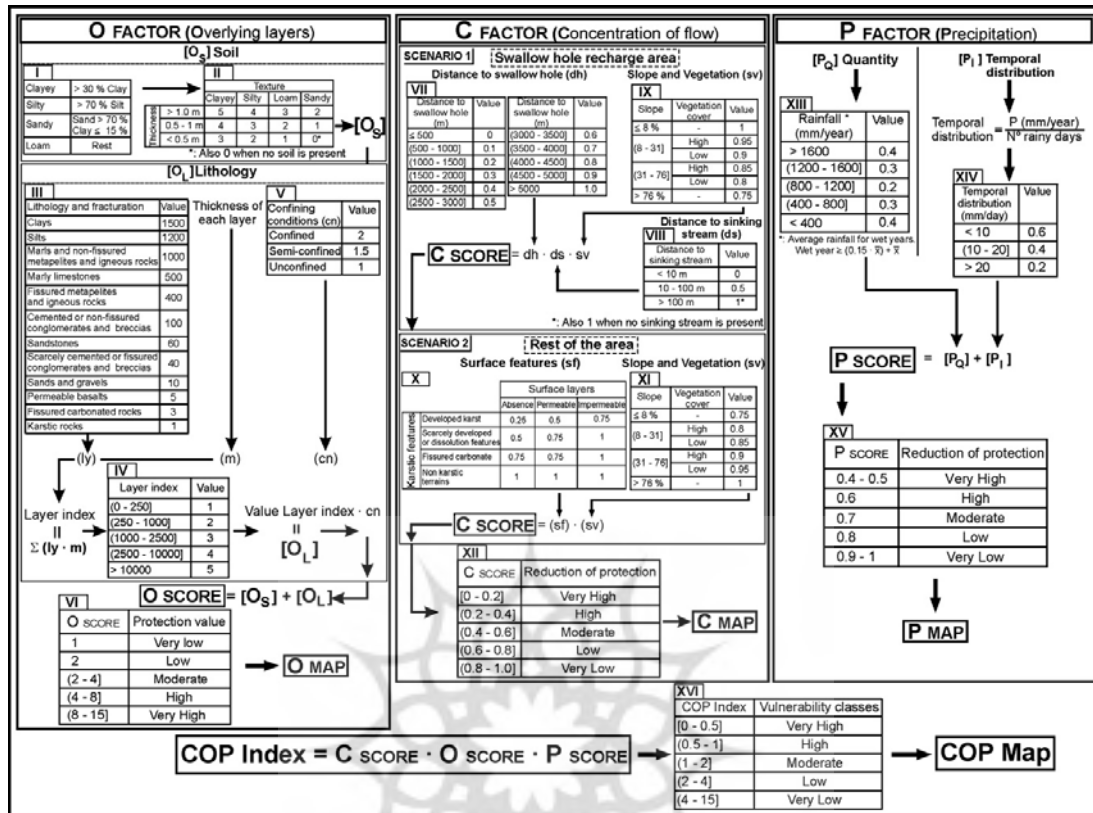 O FACTOR (Overlying layers)
[OS] Soil
I
Clayey > 30 % Clay
Silty > 70 % Silt
Sandy Sand > 70 % Clay ≤ 15 %
Loam Rest
II
Texture
Clayey Silty Loam Sandy
Thickness
> 1.0 m 5 4 3 2
0.5 - 1 m 4 3 2 1
< 0.5 m 3 2 1 0*
*: Also 0 when no soil is present
[OS]
[OL] Lithology
III
Lithology and fracturation Value
Clays 1500
Silts 1200
Marls and non-fissured metapelites and igneous rocks 1000
Marly limestones 500
Fissured metapelites and igneous rocks 400
Cemented or non-fissured conglomerates and breccias 100
Sandstones 60
Scarcely cemented or fissured conglomerates and breccias 40
Sands and gravels 10
Permeable basalts 5
Fissured carbonated rocks 3
Karstic rocks 1
Thickness of each layer
V
Confining conditions (cn) Value
Confined 2
Semi-confined 1.5
Unconfined 1
(ly) (m) (cn)
Layer index
II
Σ (ly · m)
IV
Layer index Value
(0 - 250] 1
(250 - 1000] 2
(1000 - 2500] 3
(2500 - 10000] 4
> 10000 5
Value Layer index · cn
II
[OL]
O SCORE = [OS] + [OL]
VI
O SCORE Protection value
1 Very low
2 Low
(2 - 4] Moderate
(4 - 8] High
(8 - 15] Very High
O MAP
C FACTOR (Concentration of flow)
SCENARIO 1
Swallow hole recharge area
Distance to swallow hole (dh)
VII
Distance to swallow hole (m) Value Distance to swallow hole (m) Value
≤ 500 0 (3000 - 3500] 0.6
(500 - 1000] 0.1 (3500 - 4000] 0.7
(1000 - 1500] 0.2 (4000 - 4500] 0.8
(1500 - 2000] 0.3 (4500 - 5000] 0.9
(2000 - 2500] 0.4 > 5000 1.0
(2500 - 3000] 0.5
Slope and Vegetation (sv)
IX
Slope Vegetation cover Value
≤ 8 % - 1
(8 - 31] High 0.95
Low 0.9
(31 - 76] High 0.85
Low 0.8
> 76 % - 0.75
C SCORE = dh · ds · sv
Distance to sinking stream (ds)
VIII
Distance to sinking stream Value
< 10 m 0
10 - 100 m 0.5
> 100 m 1*
*: Also 1 when no sinking stream is present
SCENARIO 2
Rest of the area
Surface features (sf)
X
Surface layers
Absence Permeable Impermeable
Karstic features
Developed karst 0.25 0.5 0.75
Scarcely developed or dissolution features 0.5 0.75 1
Fissured carbonate 0.75 0.75 1
Non karstic terrains 1 1 1
Slope and Vegetation (sv)
XI
Slope Vegetation cover Value
≤ 8 % - 0.75
(8 - 31] High 0.8
Low 0.85
(31 - 76] High 0.9
Low 0.95
> 76 % - 1
C SCORE = (sf) · (sv)
XII
C SCORE Reduction of protection
[0 - 0.2] Very High
(0.2 - 0.4] High
(0.4 - 0.6] Moderate
(0.6 - 0.8] Low
(0.8 - 1.0] Very Low
C MAP
P FACTOR (Precipitation)
[PQ] Quantity
XIII
Rainfall * (mm/year) Value
> 1600 0.4
(1200 - 1600] 0.3
(800 - 1200] 0.2
(400 - 800] 0.3
< 400 0.4
*: Average rainfall for wet years.
Wet year ≥ (0.15 · x̄) + x̄
[PI] Temporal distribution
Temporal distribution = P (mm/year) / Nº rainy days
XIV
Temporal distribution (mm/day) Value
< 10 0.6
(10 - 20] 0.4
> 20 0.2
P SCORE = [PQ] + [PI]
XV
P SCORE Reduction of protection
0.4 - 0.5 Very High
0.6 High
0.7 Moderate
0.8 Low
0.9 - 1 Very Low
P MAP
COP Index = C SCORE · O SCORE · P SCORE
XVI
COP Index Vulnerability classes
[0 - 0.5] Very High
(0.5 - 1] High
(1 - 2] Moderate
(2 - 4] Low
(4 - 15] Very Low
COP Map